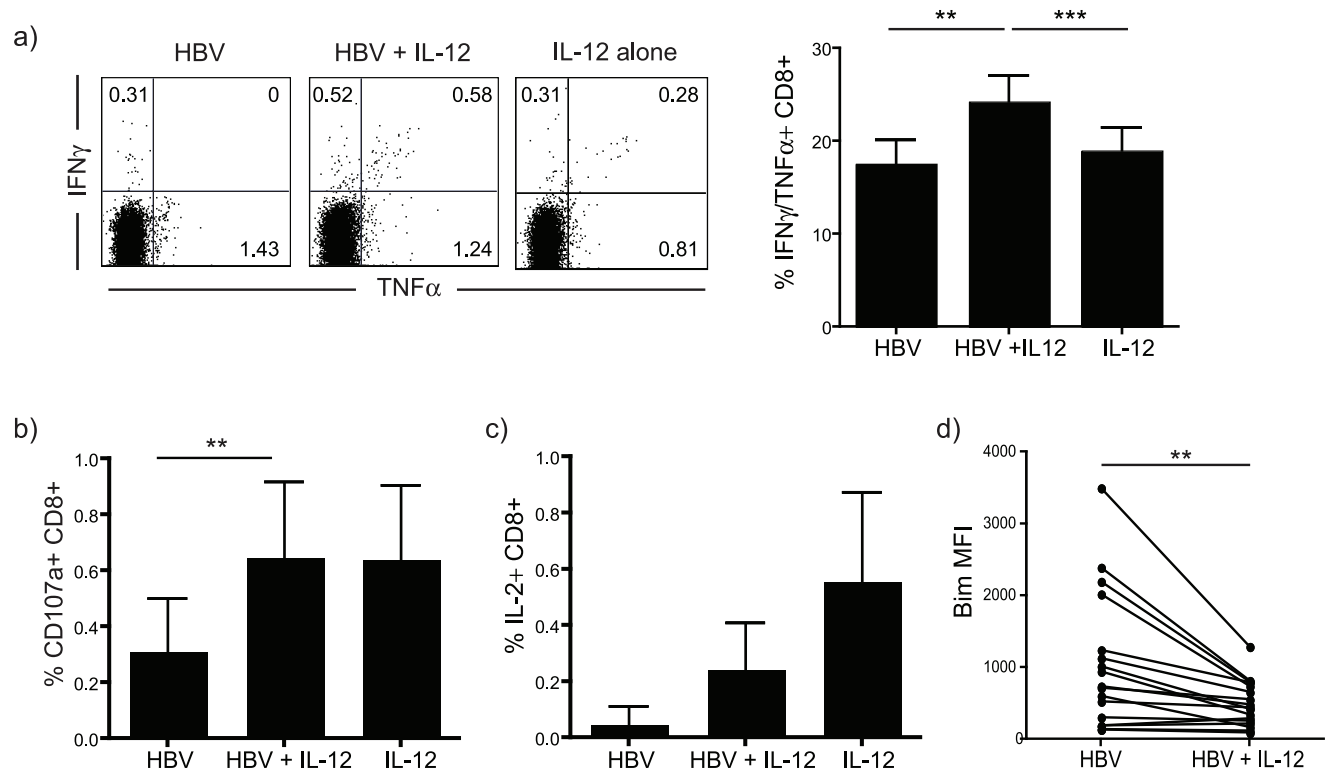 a)
HBV
HBV + IL-12
IL-12 alone
IFNγ
0.31
0
1.43
0.52
0.58
1.24
0.31
0.28
0.81
TNFα
**
***
% IFNγ/TNFα+ CD8+
30
20
10
0
HBV
HBV +IL12
IL-12
b)
**
% CD107a+ CD8+
1.0
0.8
0.6
0.4
0.2
0.0
HBV
HBV + IL-12
IL-12
c)
% IL-2+ CD8+
1.0
0.8
0.6
0.4
0.2
0.0
HBV
HBV + IL-12
IL-12
d)
**
Bim MFI
4000
3000
2000
1000
0
HBV
HBV + IL-12